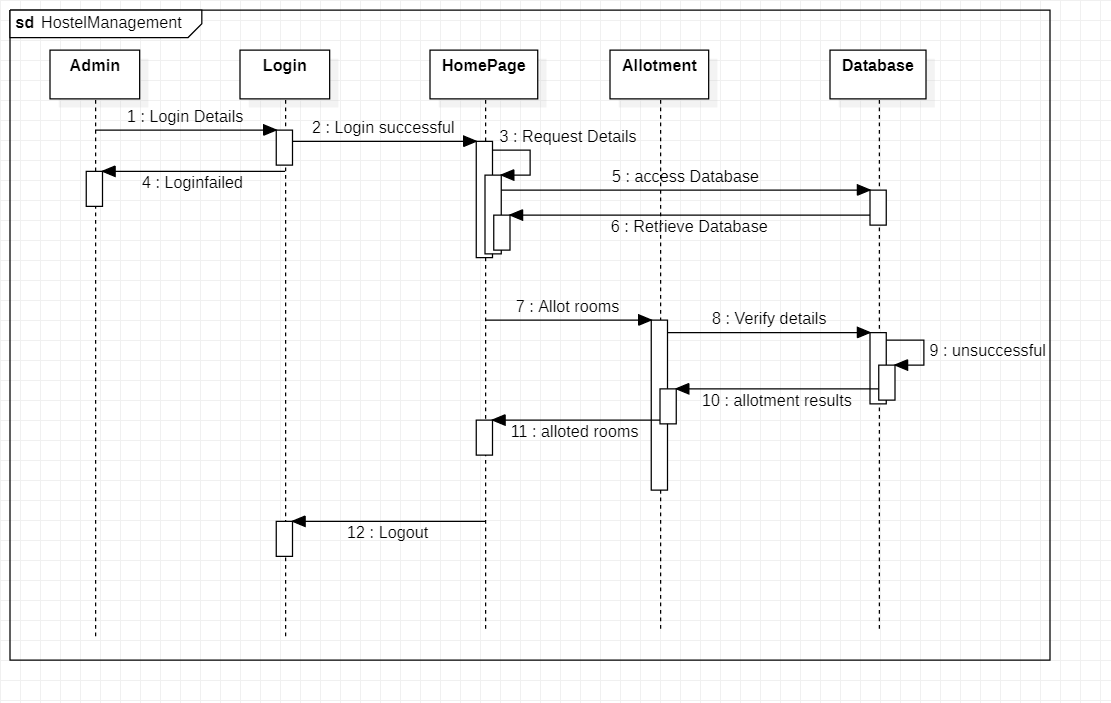 sd HostelManagement
Admin
Login
HomePage
Allotment
Database
1 : Login Details
2 : Login successful
3 : Request Details
4 : Loginfailed
5 : access Database
6 : Retrieve Database
7 : Allot rooms
8 : Verify details
9 : unsuccessful
10 : allotment results
11 : alloted rooms
12 : Logout